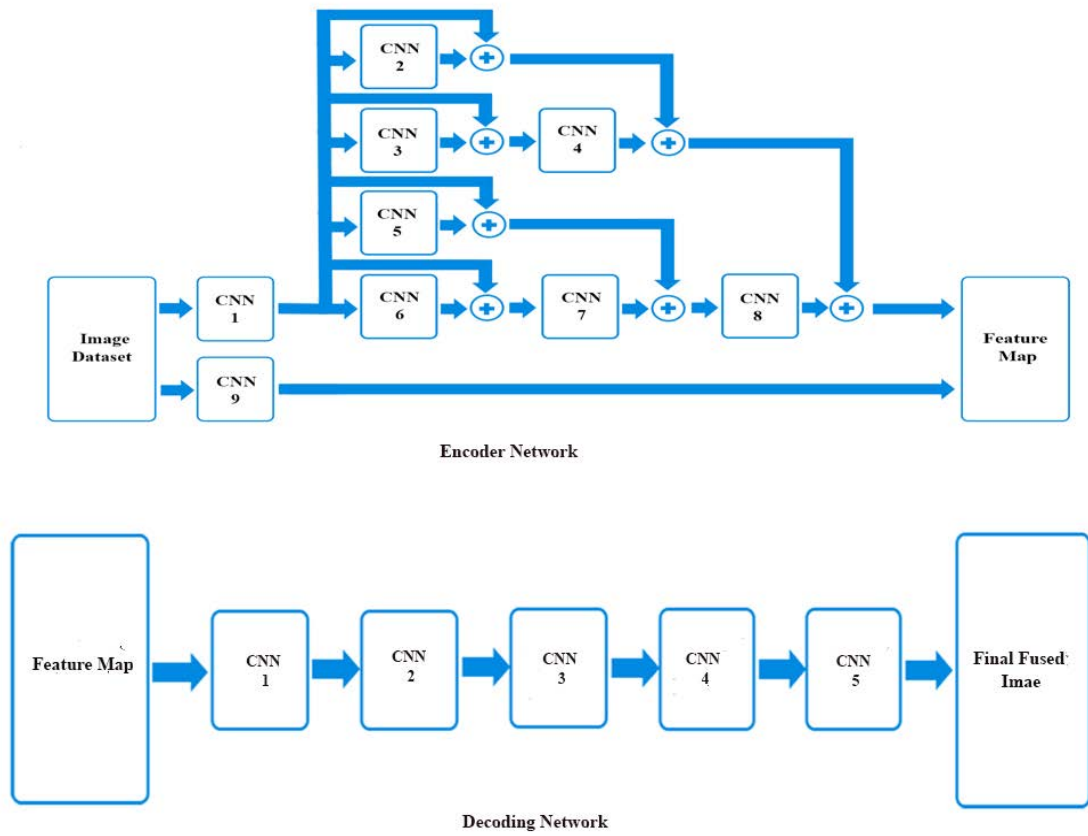 CNN
2
CNN
3
CNN
4
CNN
5
Image
Dataset
CNN
1
CNN
6
CNN
7
CNN
8
Feature
Map
CNN
9
Encoder Network
Feature Map
CNN
1
CNN
2
CNN
3
CNN
4
CNN
5
Final Fused
Imae
Decoding Network